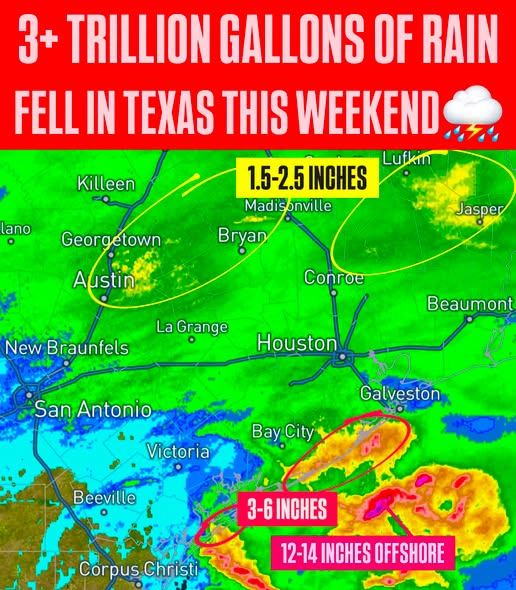 3+ TRILLION GALLONS OF RAIN
FELL IN TEXAS THIS WEEKEND
Lufkin
Killeen
1.5-2.5 INCHES
Madisonville
Jasper
lano
Georgetown
Bryan
Austin
Conroe
Beaumont
La Grange
New Braunfels
Houston
Galveston
San Antonio
Bay City
Victoria
Beeville
3-6 INCHES
12-14 INCHES OFFSHORE
Corpus Christi